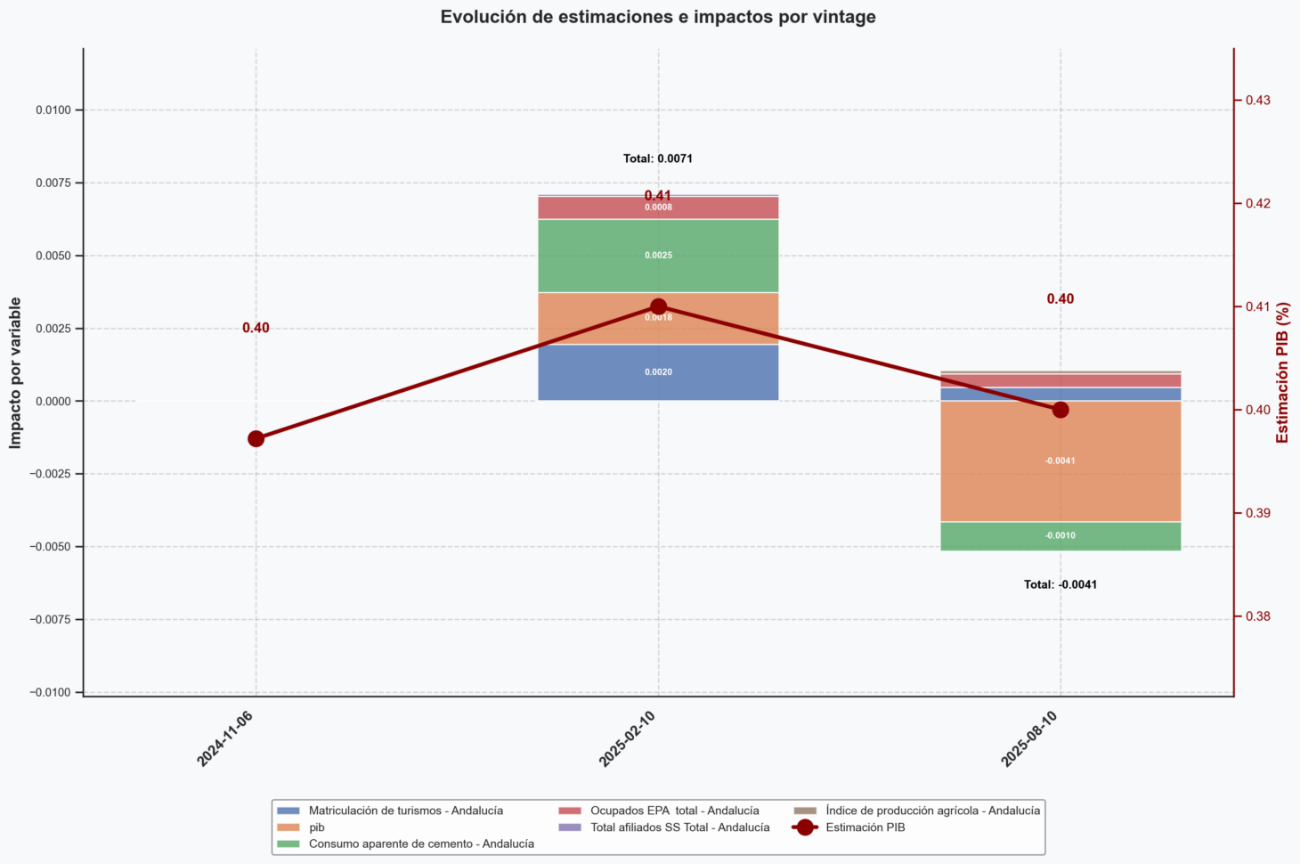 Evolución de estimaciones e impactos por vintage
Impacto por variable
0.0100
0.0075
0.0050
0.0025
0.0000
−0.0025
−0.0050
−0.0075
−0.0100
Total: 0.0071
0.41
0.0008
0.0025
0.0018
0.0020
0.40
0.40
-0.0041
-0.0010
Total: -0.0041
0.43
0.42
0.41
0.40
0.39
0.38
Estimación PIB (%)
2024-11-06
2025-02-10
2025-08-10
Matriculación de turismos - Andalucía
pib
Consumo aparente de cemento - Andalucía
Ocupados EPA  total - Andalucía
Total afiliados SS Total - Andalucía
Índice de producción agrícola - Andalucía
Estimación PIB